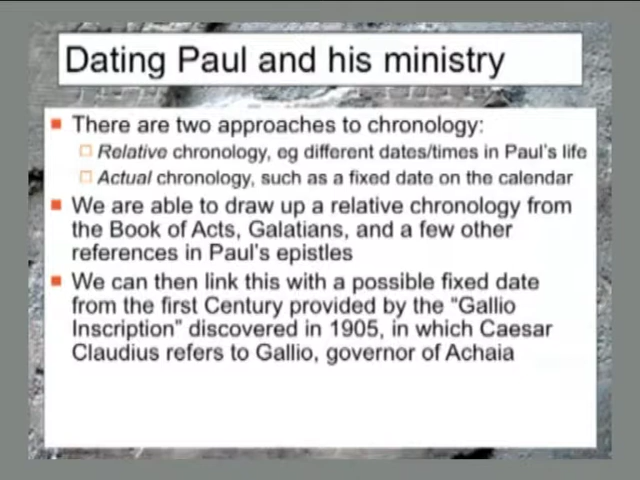 Dating Paul and his ministry
There are two approaches to chronology:
Relative chronology, eg different dates/times in Paul's life
Actual chronology, such as a fixed date on the calendar
We are able to draw up a relative chronology from
the Book of Acts, Galatians, and a few other
references in Paul's epistles
We can then link this with a possible fixed date
from the first Century provided by the "Gallio
Inscription" discovered in 1905, in which Caesar
Claudius refers to Gallio, governor of Achaia